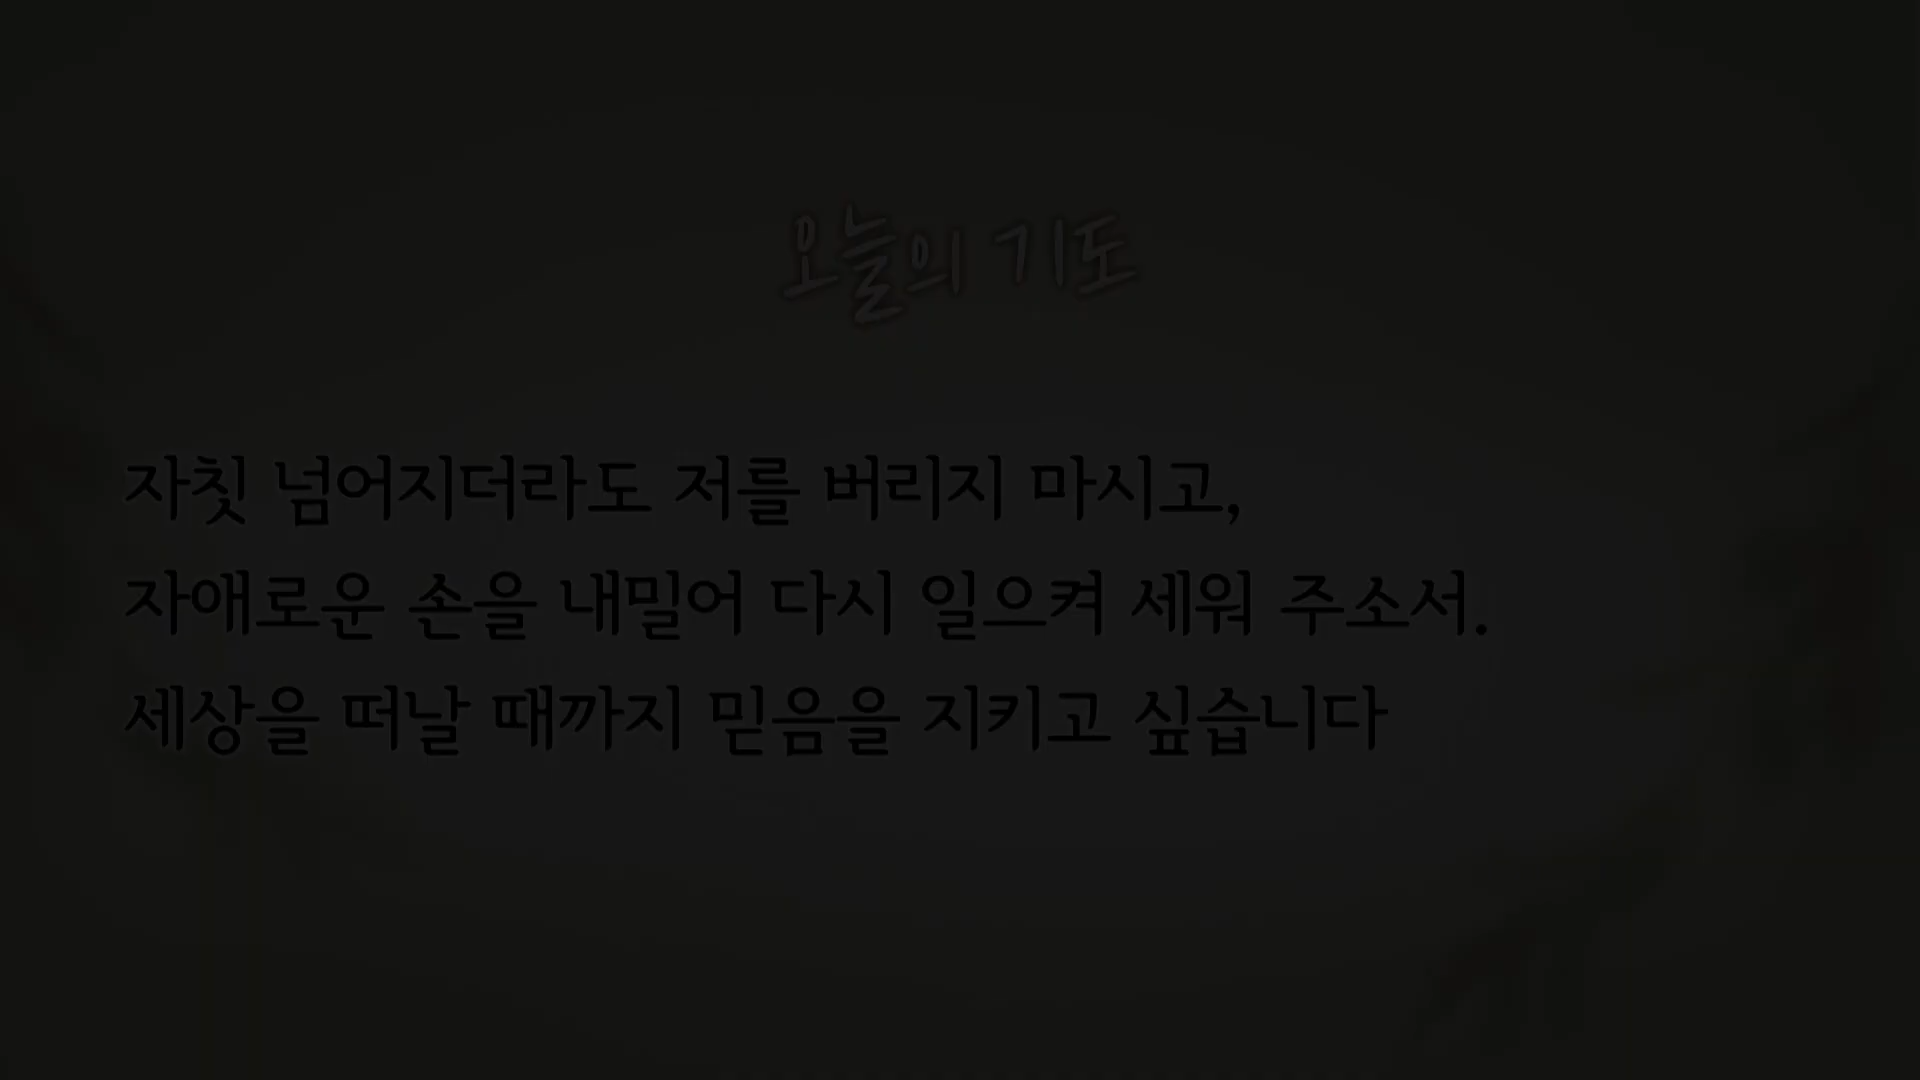 오늘의 기도
자칫 넘어지더라도 저를 버리지 마시고,
자애로운 손을 내밀어 다시 일으켜 세워 주소서.
세상을 떠날 때까지 믿음을 지키고 싶습니다